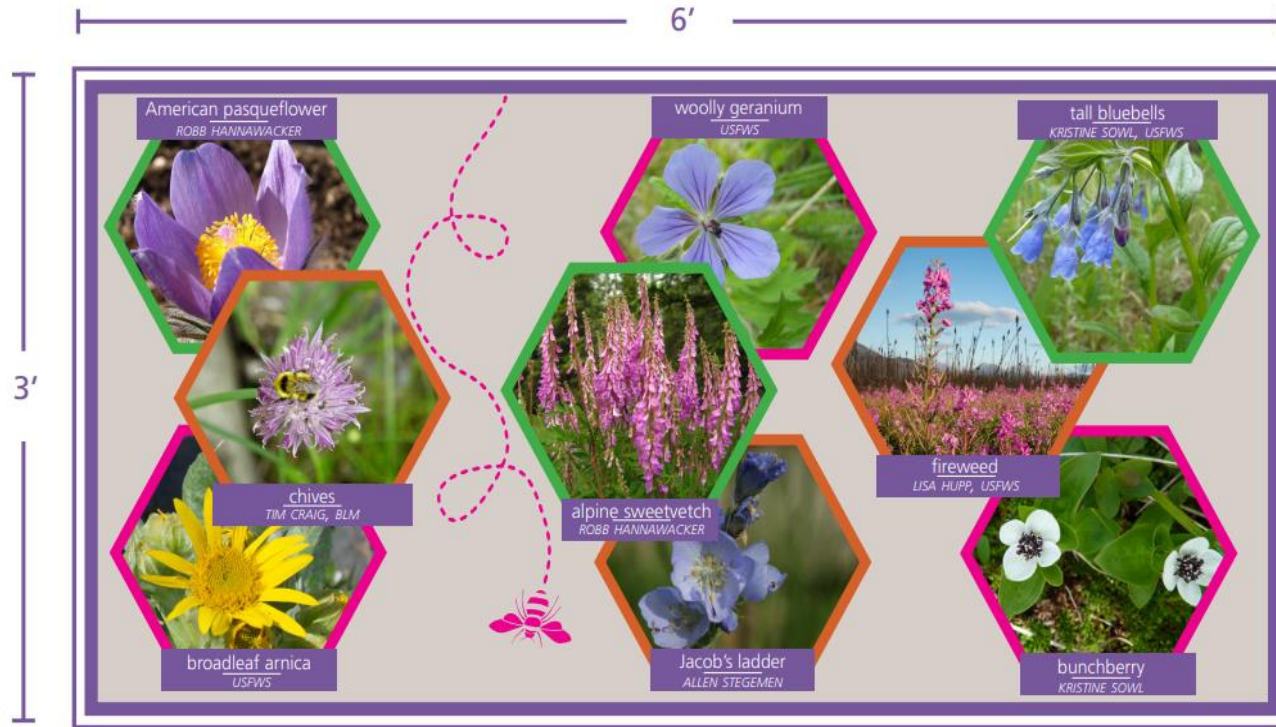 6’
3’
American pasqueflower
ROBB HANNAWACKER
woolly geranium
USFWS
tall bluebells
KRISTINE SOWL, USFWS
chives
TIM CRAIG, BLM
alpine sweetvetch
ROBB HANNAWACKER
fireweed
LISA HUPP, USFWS
broadleaf arnica
USFWS
Jacob’s ladder
ALLEN STEGEMEN
bunchberry
KRISTINE SOWL